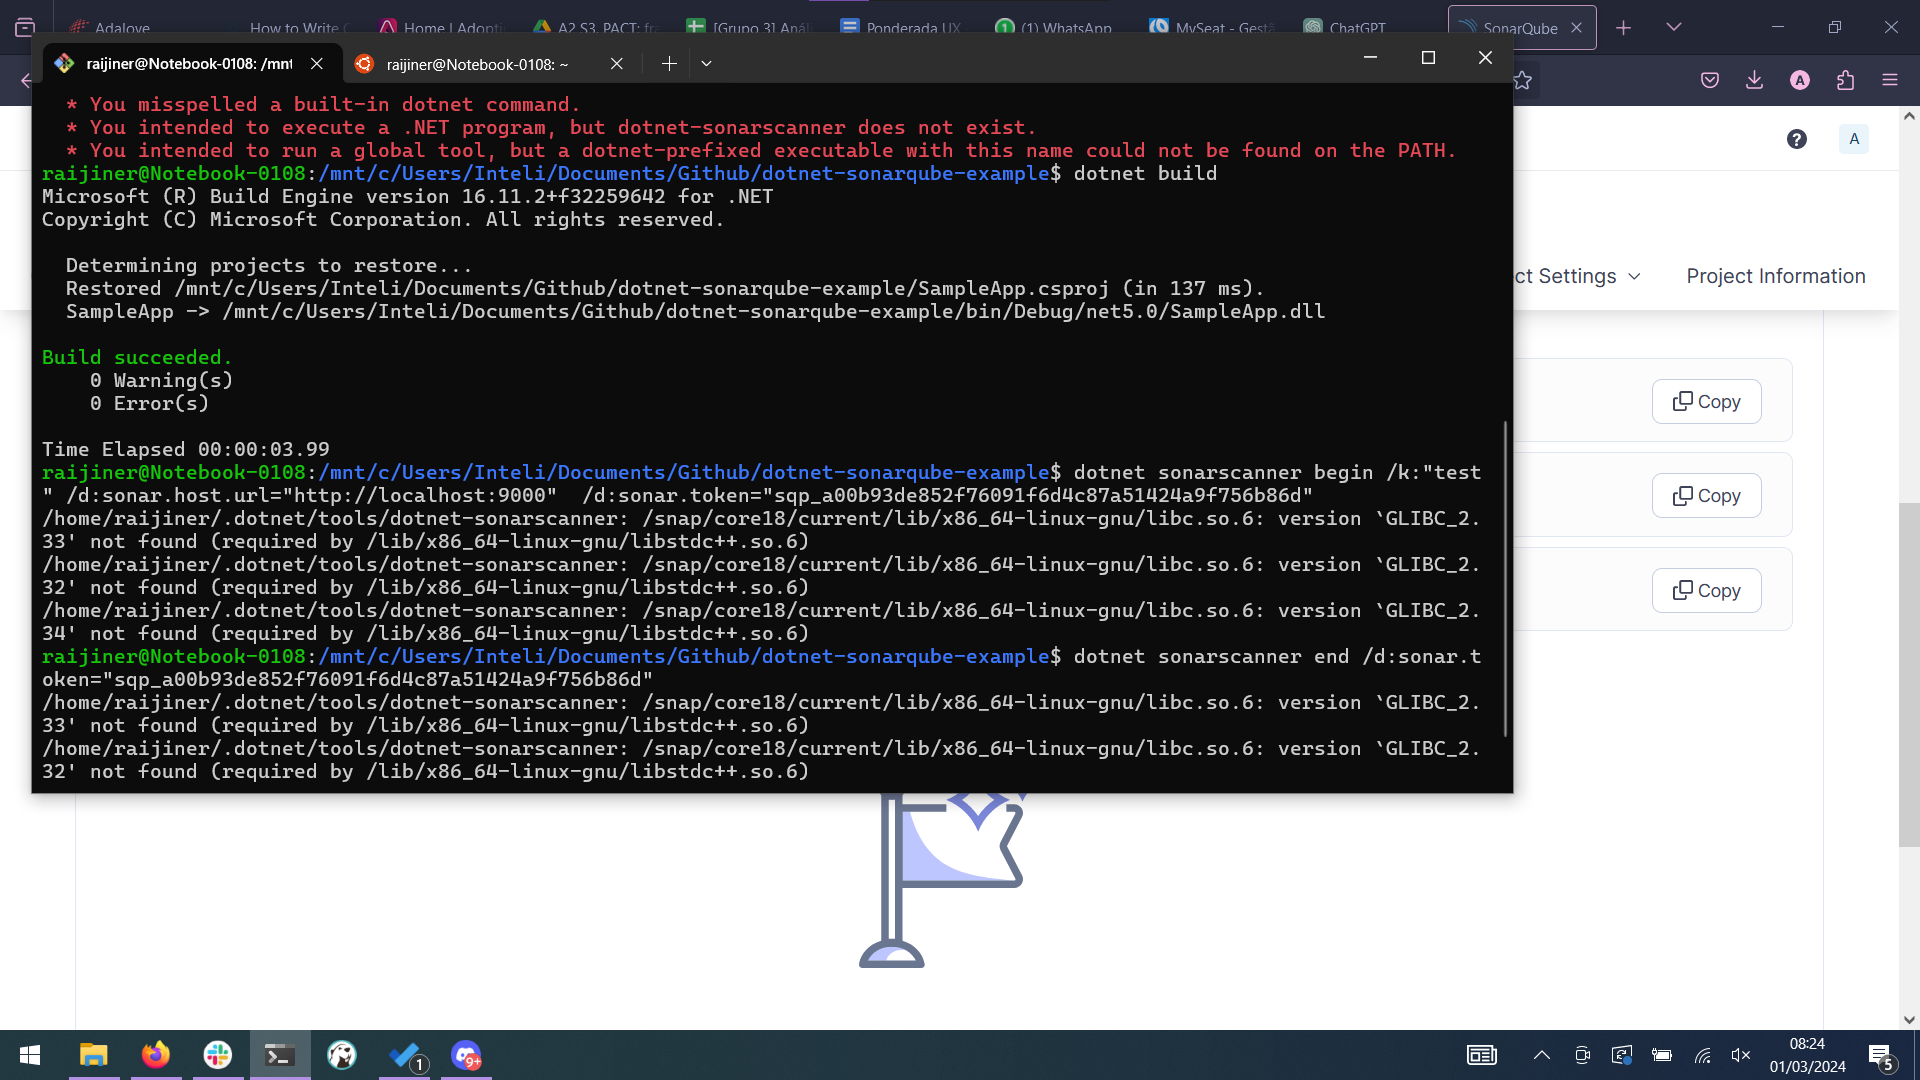 Adalove
How to Write
Home | Adopti
A2 S3. PACT: fra
[Grupo 3] Análi
Ponderada UX
(1) WhatsApp
MySeat - Gestã
ChatGPT
SonarQube
raijiner@Notebook-0108: /mnt
raijiner@Notebook-0108: ~
* You misspelled a built-in dotnet command.
* You intended to execute a .NET program, but dotnet-sonarscanner does not exist.
* You intended to run a global tool, but a dotnet-prefixed executable with this name could not be found on the PATH.
raijiner@Notebook-0108:/mnt/c/Users/Inteli/Documents/Github/dotnet-sonarqube-example$ dotnet build
Microsoft (R) Build Engine version 16.11.2+f32259642 for .NET
Copyright (C) Microsoft Corporation. All rights reserved.
Determining projects to restore...
Restored /mnt/c/Users/Inteli/Documents/Github/dotnet-sonarqube-example/SampleApp.csproj (in 137 ms).
SampleApp -> /mnt/c/Users/Inteli/Documents/Github/dotnet-sonarqube-example/bin/Debug/net5.0/SampleApp.dll
Build succeeded.
0 Warning(s)
0 Error(s)
Time Elapsed 00:00:03.99
raijiner@Notebook-0108:/mnt/c/Users/Inteli/Documents/Github/dotnet-sonarqube-example$ dotnet sonarscanner begin /k:"test
" /d:sonar.host.url="http://localhost:9000"  /d:sonar.token="sqp_a00b93de852f76091f6d4c87a51424a9f756b86d"
/home/raijiner/.dotnet/tools/dotnet-sonarscanner: /snap/core18/current/lib/x86_64-linux-gnu/libc.so.6: version `GLIBC_2.
33' not found (required by /lib/x86_64-linux-gnu/libstdc++.so.6)
/home/raijiner/.dotnet/tools/dotnet-sonarscanner: /snap/core18/current/lib/x86_64-linux-gnu/libc.so.6: version `GLIBC_2.
32' not found (required by /lib/x86_64-linux-gnu/libstdc++.so.6)
/home/raijiner/.dotnet/tools/dotnet-sonarscanner: /snap/core18/current/lib/x86_64-linux-gnu/libc.so.6: version `GLIBC_2.
34' not found (required by /lib/x86_64-linux-gnu/libstdc++.so.6)
raijiner@Notebook-0108:/mnt/c/Users/Inteli/Documents/Github/dotnet-sonarqube-example$ dotnet sonarscanner end /d:sonar.t
oken="sqp_a00b93de852f76091f6d4c87a51424a9f756b86d"
/home/raijiner/.dotnet/tools/dotnet-sonarscanner: /snap/core18/current/lib/x86_64-linux-gnu/libc.so.6: version `GLIBC_2.
33' not found (required by /lib/x86_64-linux-gnu/libstdc++.so.6)
/home/raijiner/.dotnet/tools/dotnet-sonarscanner: /snap/core18/current/lib/x86_64-linux-gnu/libc.so.6: version `GLIBC_2.
32' not found (required by /lib/x86_64-linux-gnu/libstdc++.so.6)
A
A
ct Settings
Project Information
Copy
Copy
Copy
1
9+
08:24
01/03/2024
5